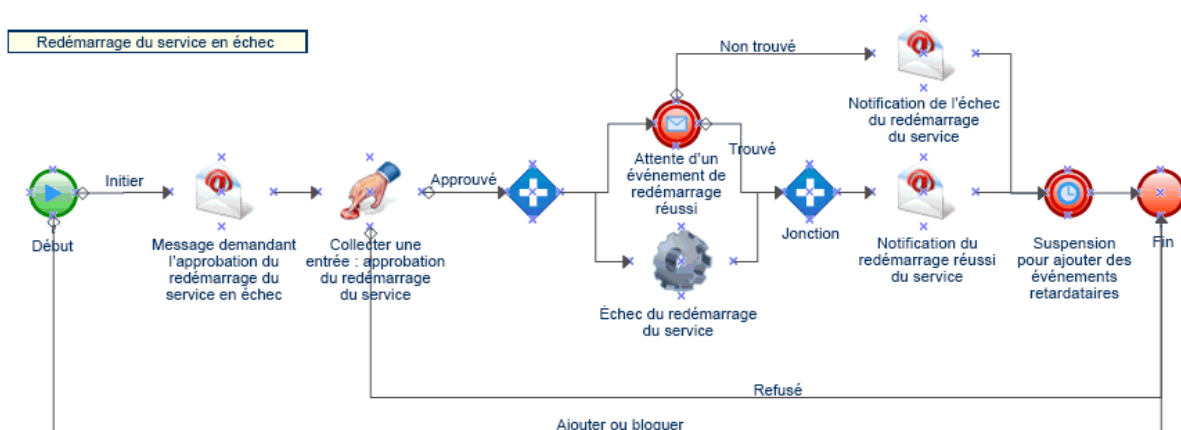 Redémarrage du service en échec
Non trouvé
Notification de l'échec
du redémarrage
du service
Initier
Approuvé
Trouvé
Attente d'un
événement de
redémarrage
réussi
Début
Message demandant
l'approbation du
redémarrage du
service en échec
Collecter une
entrée : approbation
du redémarrage
du service
Jonction
Notification du
redémarrage réussi
du service
Suspension
pour ajouter des
événements
retardataires
Fin
Échec du redémarrage
du service
Refusé
Ajouter ou bloquer